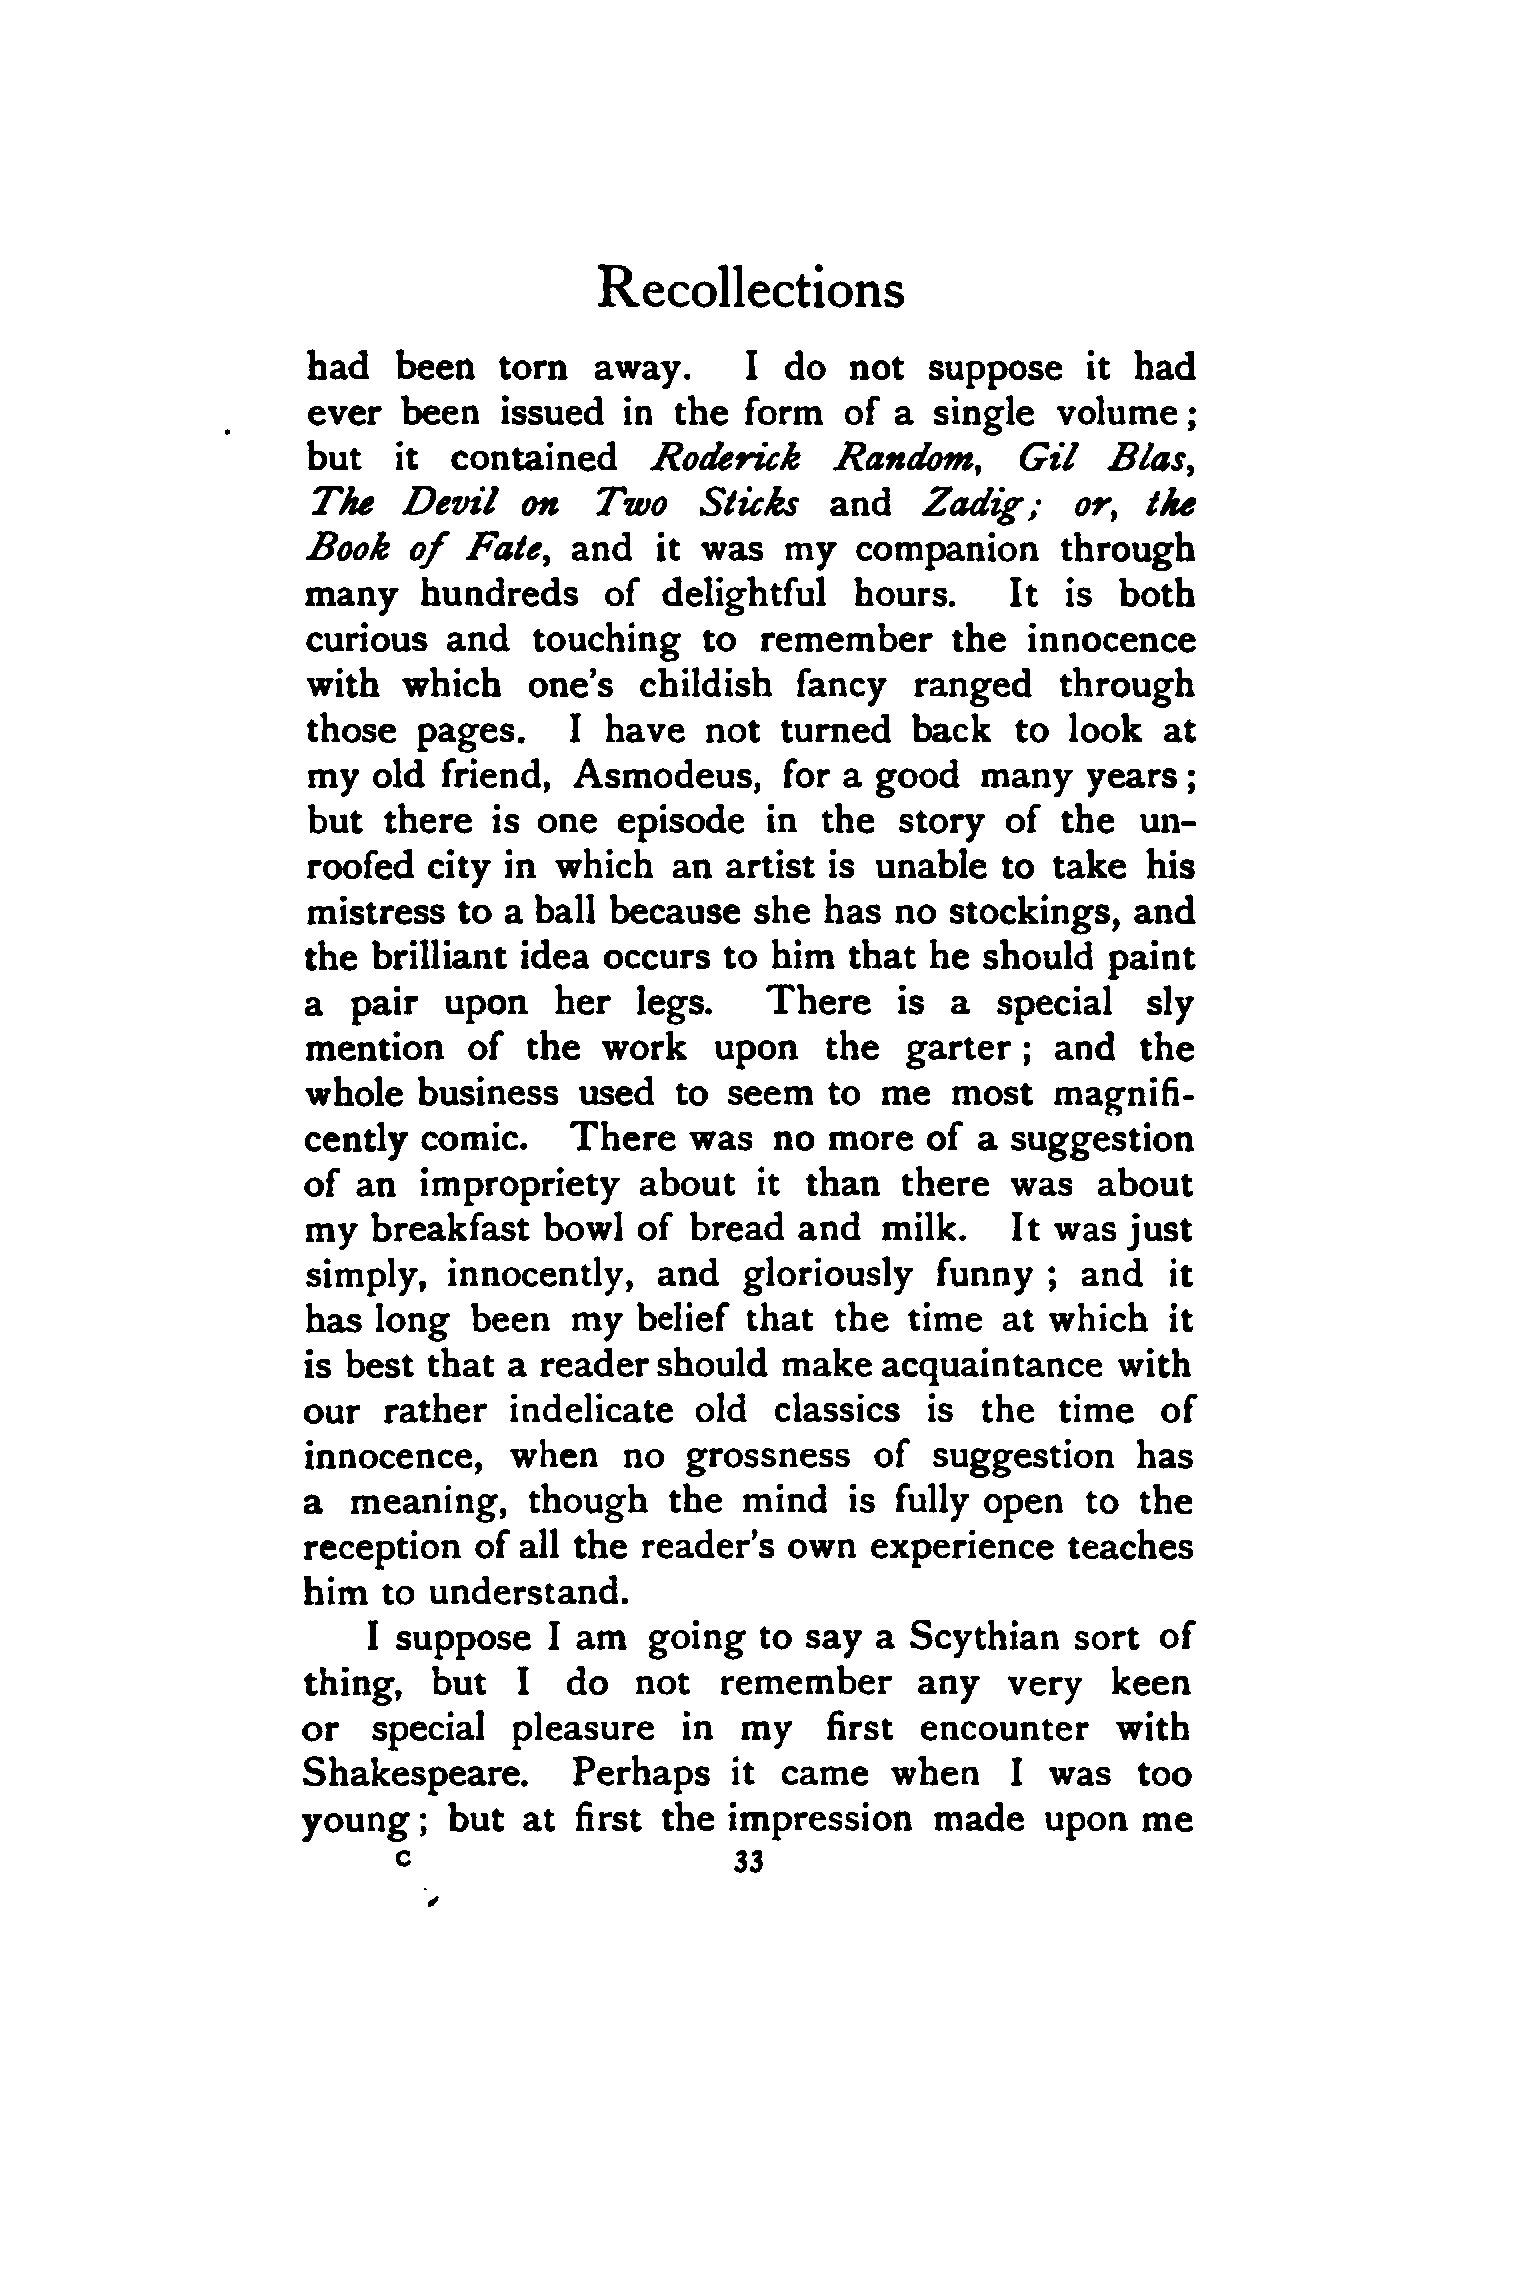 Recollections
had been torn away. I do not suppose it had
ever been issued in the form of a single volume;
but it contained Roderick Random, Gil Blas,
The Devil on Two Sticks and Zadig; or, the
Book of Fate, and it was my companion through
many hundreds of delightful hours. It is both
curious and touching to remember the innocence
with which one's childish fancy ranged through
those pages. I have not turned back to look at
my old friend, Asmodeus, for a good many years;
but there is one episode in the story of the un-
roofed city in which an artist is unable to take his
mistress to a ball because she has no stockings, and
the brilliant idea occurs to him that he should paint
a pair upon her legs. There is a special sly
mention of the work upon the garter; and the
whole business used to seem to me most magnifi-
cently comic. There was no more of a suggestion
of an impropriety about it than there was about
my breakfast bowl of bread and milk. It was just
simply, innocently, and gloriously funny; and it
has long been my belief that the time at which it
is best that a reader should make acquaintance with
our rather indelicate old classics is the time of
innocence, when no grossness of suggestion has
a meaning, though the mind is fully open to the
reception of all the reader's own experience teaches
him to understand.
I suppose I am going to say a Scythian sort of
thing, but I do not remember any very keen
or special pleasure in my first encounter with
Shakespeare. Perhaps it came when I was too
young; but at first the impression made upon me
C 33